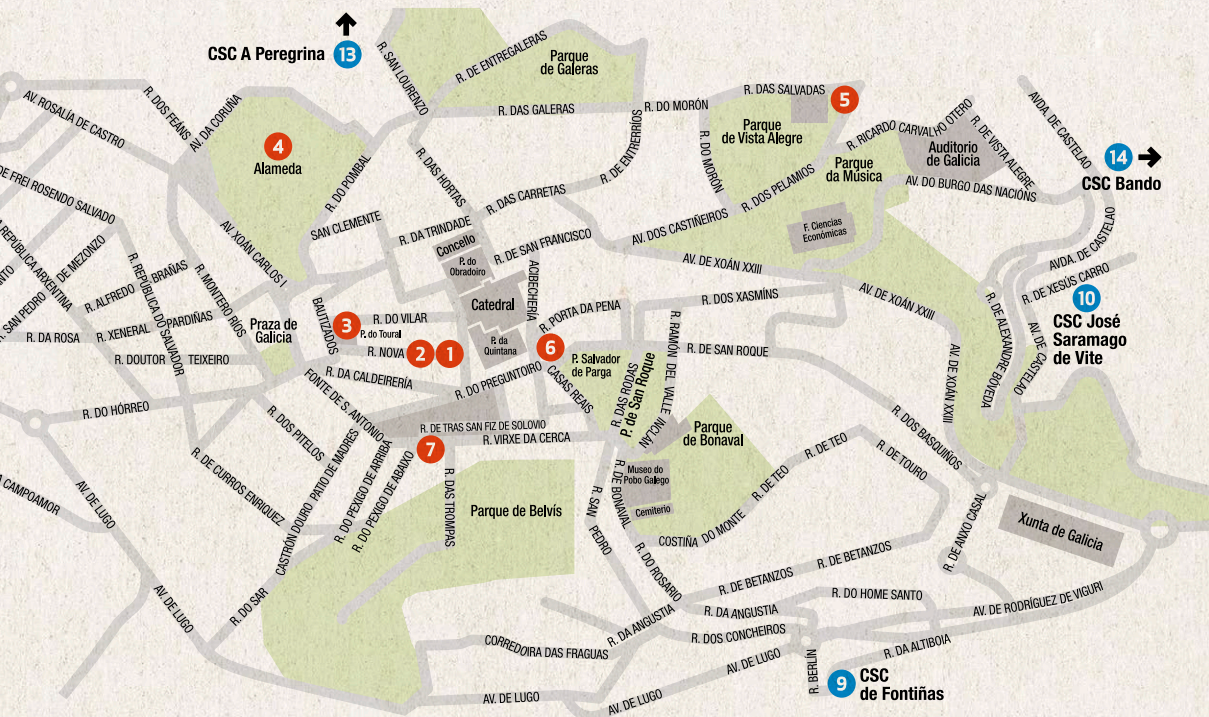 CSC A Peregrina 13
R. SAN LOURENZO
R. DE ENTREGALERAS
Parque
de Galeras
R. DAS GALERAS
R. DO MORÓN
R. DAS SALVADAS
5
AV. ROSALÍA DE CASTRO
R. DOS FEÁNS
AV. DA CORUÑA
4
Alameda
R. DO POMBAL
R. DAS HORTAS
R. DE ENTRERRÍOS
R. DO MORÓN
Parque
de Vista Alegre
R. RICARDO CARVALHO OTERO
Parque
da Música
R. DOS PELAMIOS
R. DE VISTA ALEGRE
Auditorio
de Galicia
AVDA. DE CASTELAO
14
CSC Bando
AV. DO BURGO DAS NACIÓNS
DE FREI ROSENDO SALVADO
REPÚBLICA ARXENTINA
R. SAN PEDRO DE MEZONZO
R. REPÚBLICA DO SALVADOR
R. ALFREDO BRAÑAS
R. MONTERO RÍOS
AV. XOÁN CARLOS I
SAN CLEMENTE
R. DA TRINDADE
R. DAS CARRETAS
Concello
P. do
Obradoiro
R. DE SAN FRANCISCO
ACIBECHERÍA
AV. DOS CASTIÑEIROS
F. Ciencias
Económicas
AV. DE XOÁN XXIII
AVDA. DE CASTELAO
R. DE XESÚS CARRO
10
CSC José
Saramago
de Vite
NTO
R. DA ROSA
R. XENERAL PARDIÑAS
R. DOUTOR TEIXEIRO
Praza de
Galicia
BAUTIZADOS
3
R. DO VILAR
P. do Toural
R. NOVA
2
1
Catedral
P. da
Quintana
R. PORTA DA PENA
6
R. DOS XASMÍNS
AV. DE XOÁN XXIII
R. DE ALEXANDRE BOVEDA
AV. DE CASTELAO
R. DA CALDEIRERÍA
R. DO PREGUNTOIRO
CASAS REAIS
P. Salvador
de Parga
R. DAS RODAS
P. de San Roque
R. RAMÓN DEL VALLE INCLÁN
R. DE SAN ROQUE
AV. DE XOÁN XXIII
R. DO HÓRREO
FONTE DE S. ANTONIO
R. DE TRAS SAN FIZ DE SOLOVIO
R. VIRXE DA CERCA
7
Parque
de Bonaval
R. DOS BASQUIÑOS
R. DOS PITELOS
R. DE CURROS ENRIQUEZ
CASTRÓN DOURO
PATIO DE MADRES
R. DO PEXIGO DE ARRIBA
R. DO PEXIGO DE ABAIXO
R. DAS TROMPAS
Parque de Belvís
R. SAN PEDRO
R. DE BONAVAL
Museo do
Pobo Galego
Cemiterio
COSTIÑA DO MONTE
R. DE TEO
R. DE TEO
R. DE TOURO
CAMPOAMOR
AV. DE LUGO
R. DE ANXO CASAL
Xunta de Galicia
AV. DE LUGO
R. DO SAR
R. DO ROSARIO
R. DE BETANZOS
R. DE BETANZOS
R. DO HOME SANTO
AV. DE RODRÍGUEZ DE VIGURI
CORREDOIRA DAS FRAGUAS
R. DA ANGUSTIA
R. DA ANGUSTIA
R. DOS CONCHEIROS
R. DA ALTIBOIA
AV. DE LUGO
AV. DE LUGO
AV. DE LUGO
R. BERLÍN
9
CSC
de Fontiñas